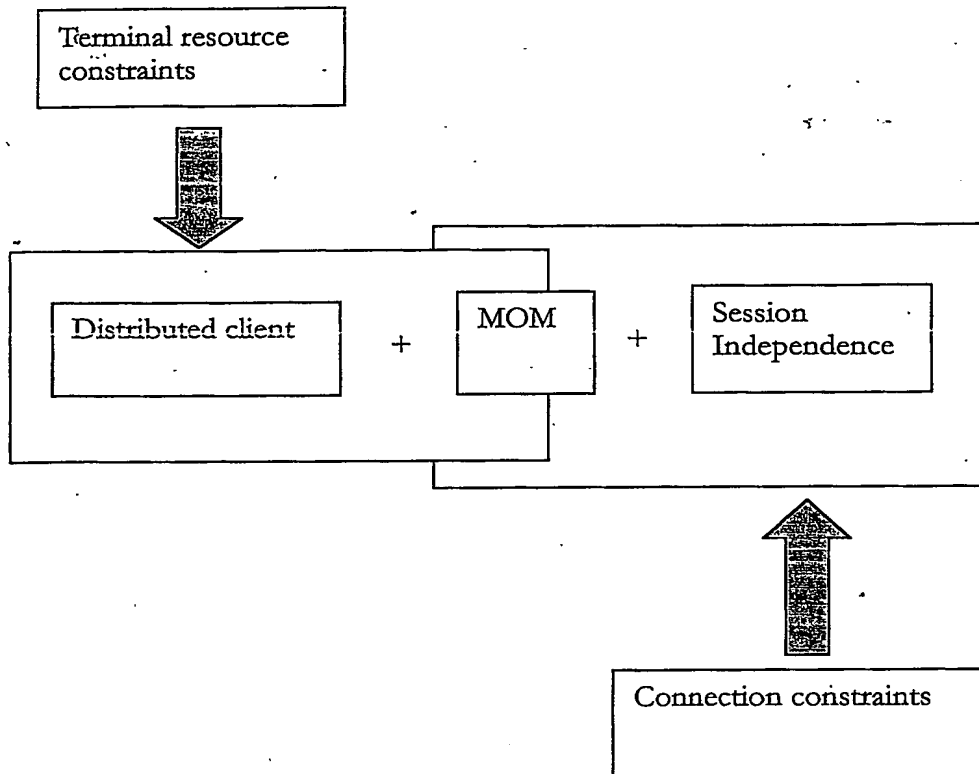 Terminal resource
constraints
Distributed client
+
MOM
+
Session
Independence
Connection constraints